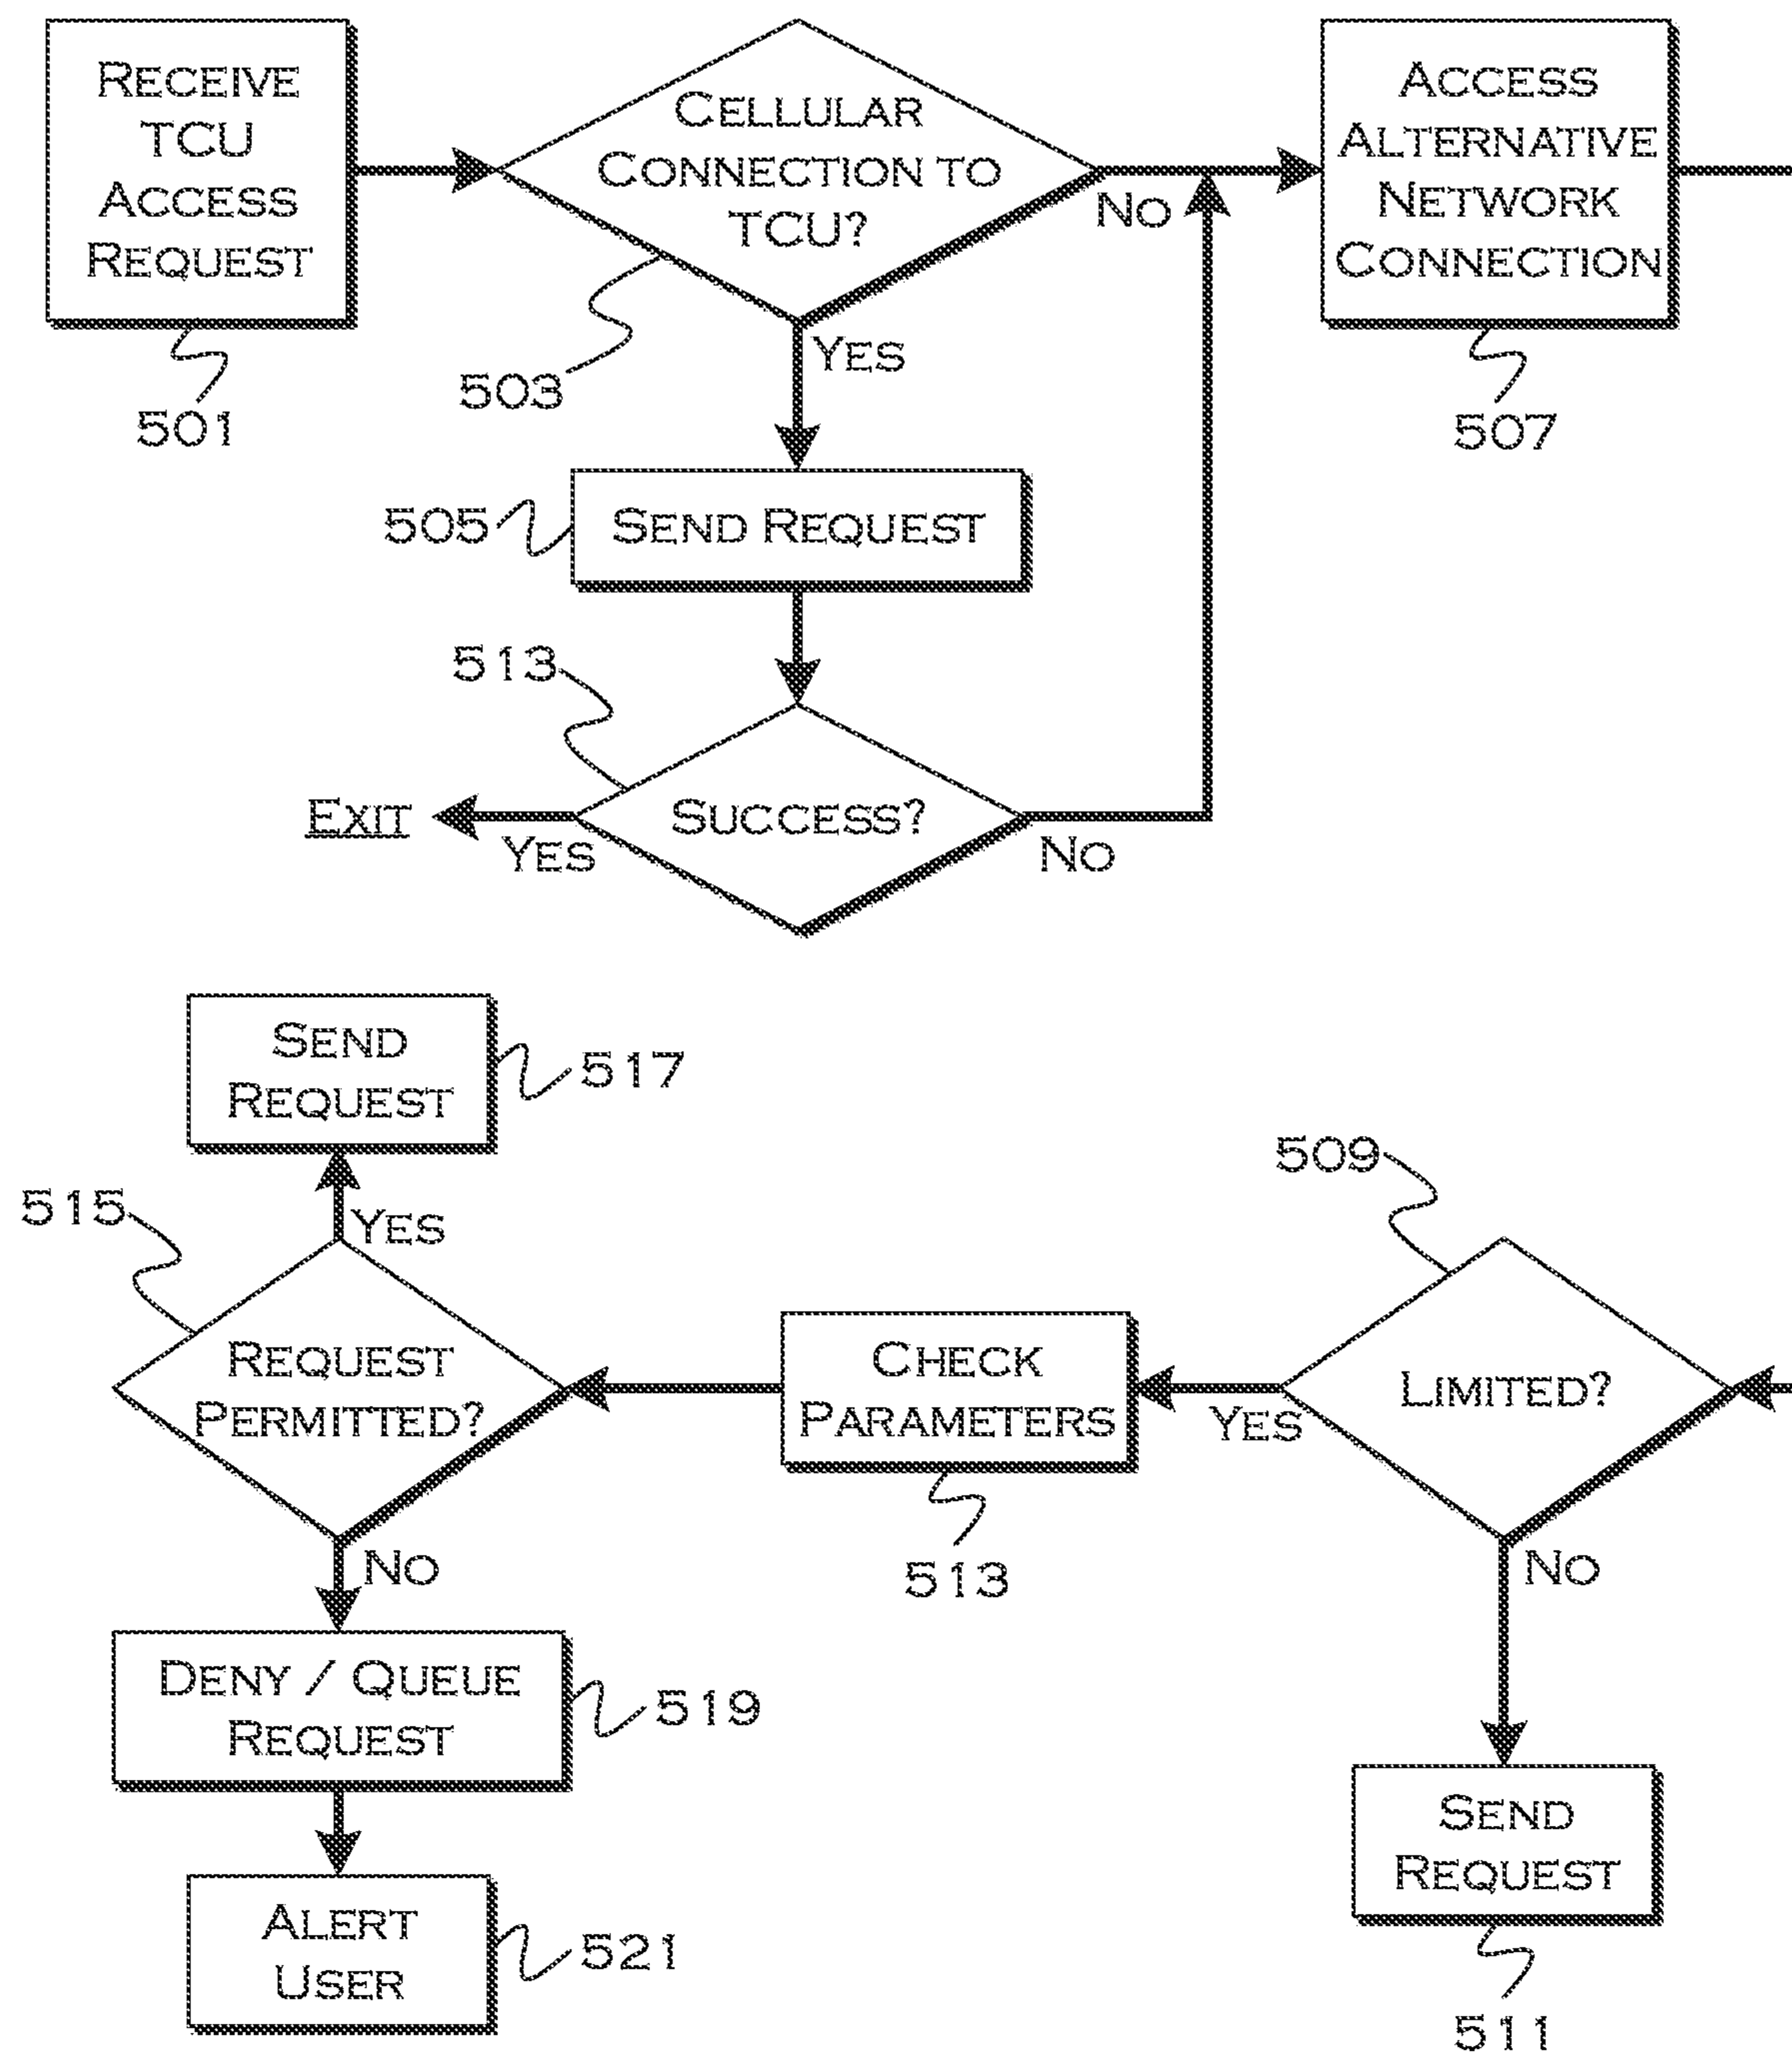 RECEIVE
TCU
ACCESS
REQUEST
501
CELLULAR
CONNECTION TO
TCU?
NO
YES
503
ACCESS
ALTERNATIVE
NETWORK
CONNECTION
507
505
SEND REQUEST
513
SUCCESS?
EXIT
YES
NO
SEND
REQUEST
517
515
YES
REQUEST
PERMITTED?
NO
CHECK
PARAMETERS
513
509
LIMITED?
YES
NO
DENY / QUEUE
REQUEST
519
ALERT
USER
521
SEND
REQUEST
511